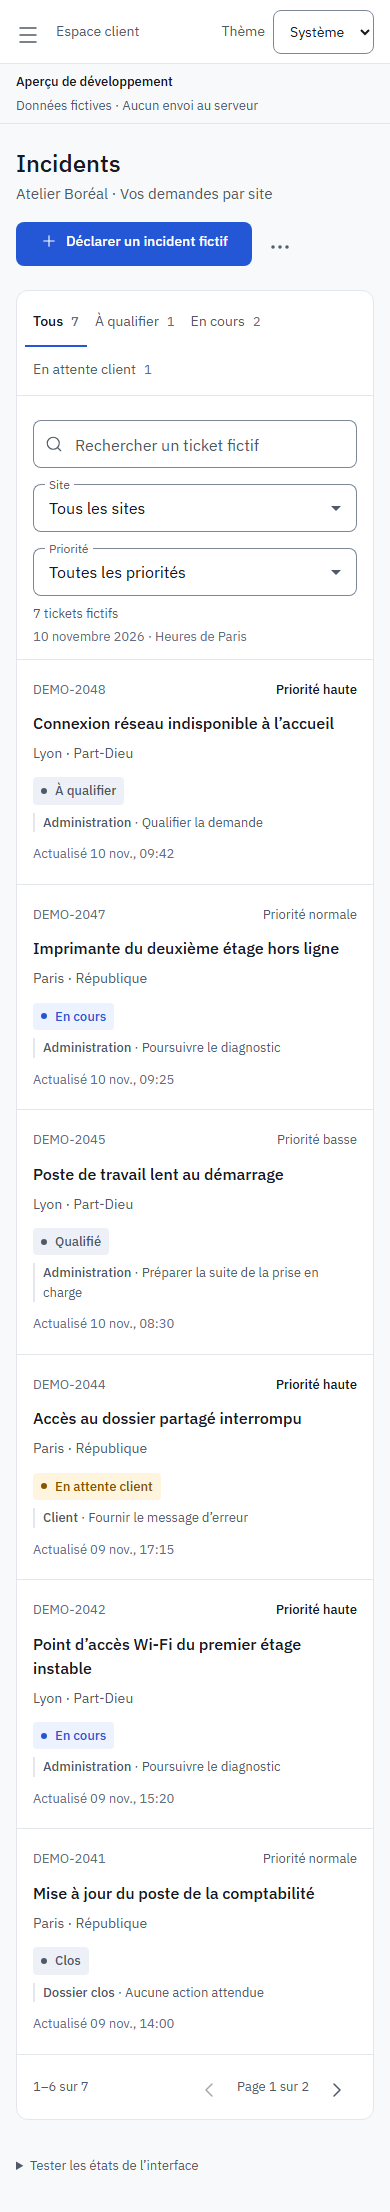 Espace client
Thème
Système
Aperçu de développement
Données fictives · Aucun envoi au serveur
Incidents
Atelier Boréal · Vos demandes par site
Déclarer un incident fictif
Tous 7
À qualifier 1
En cours 2
En attente client 1
Rechercher un ticket fictif
Site
Tous les sites
Priorité
Toutes les priorités
7 tickets fictifs
10 novembre 2026 · Heures de Paris
DEMO-2048
Priorité haute
Connexion réseau indisponible à l’accueil
Lyon · Part-Dieu
À qualifier
Administration · Qualifier la demande
Actualisé 10 nov., 09:42
DEMO-2047
Priorité normale
Imprimante du deuxième étage hors ligne
Paris · République
En cours
Administration · Poursuivre le diagnostic
Actualisé 10 nov., 09:25
DEMO-2045
Priorité basse
Poste de travail lent au démarrage
Lyon · Part-Dieu
Qualifié
Administration · Préparer la suite de la prise en
charge
Actualisé 10 nov., 08:30
DEMO-2044
Priorité haute
Accès au dossier partagé interrompu
Paris · République
En attente client
Client · Fournir le message d’erreur
Actualisé 09 nov., 17:15
DEMO-2042
Priorité haute
Point d’accès Wi-Fi du premier étage
instable
Lyon · Part-Dieu
En cours
Administration · Poursuivre le diagnostic
Actualisé 09 nov., 15:20
DEMO-2041
Priorité normale
Mise à jour du poste de la comptabilité
Paris · République
Clos
Dossier clos · Aucune action attendue
Actualisé 09 nov., 14:00
1–6 sur 7
Page 1 sur 2
Tester les états de l’interface